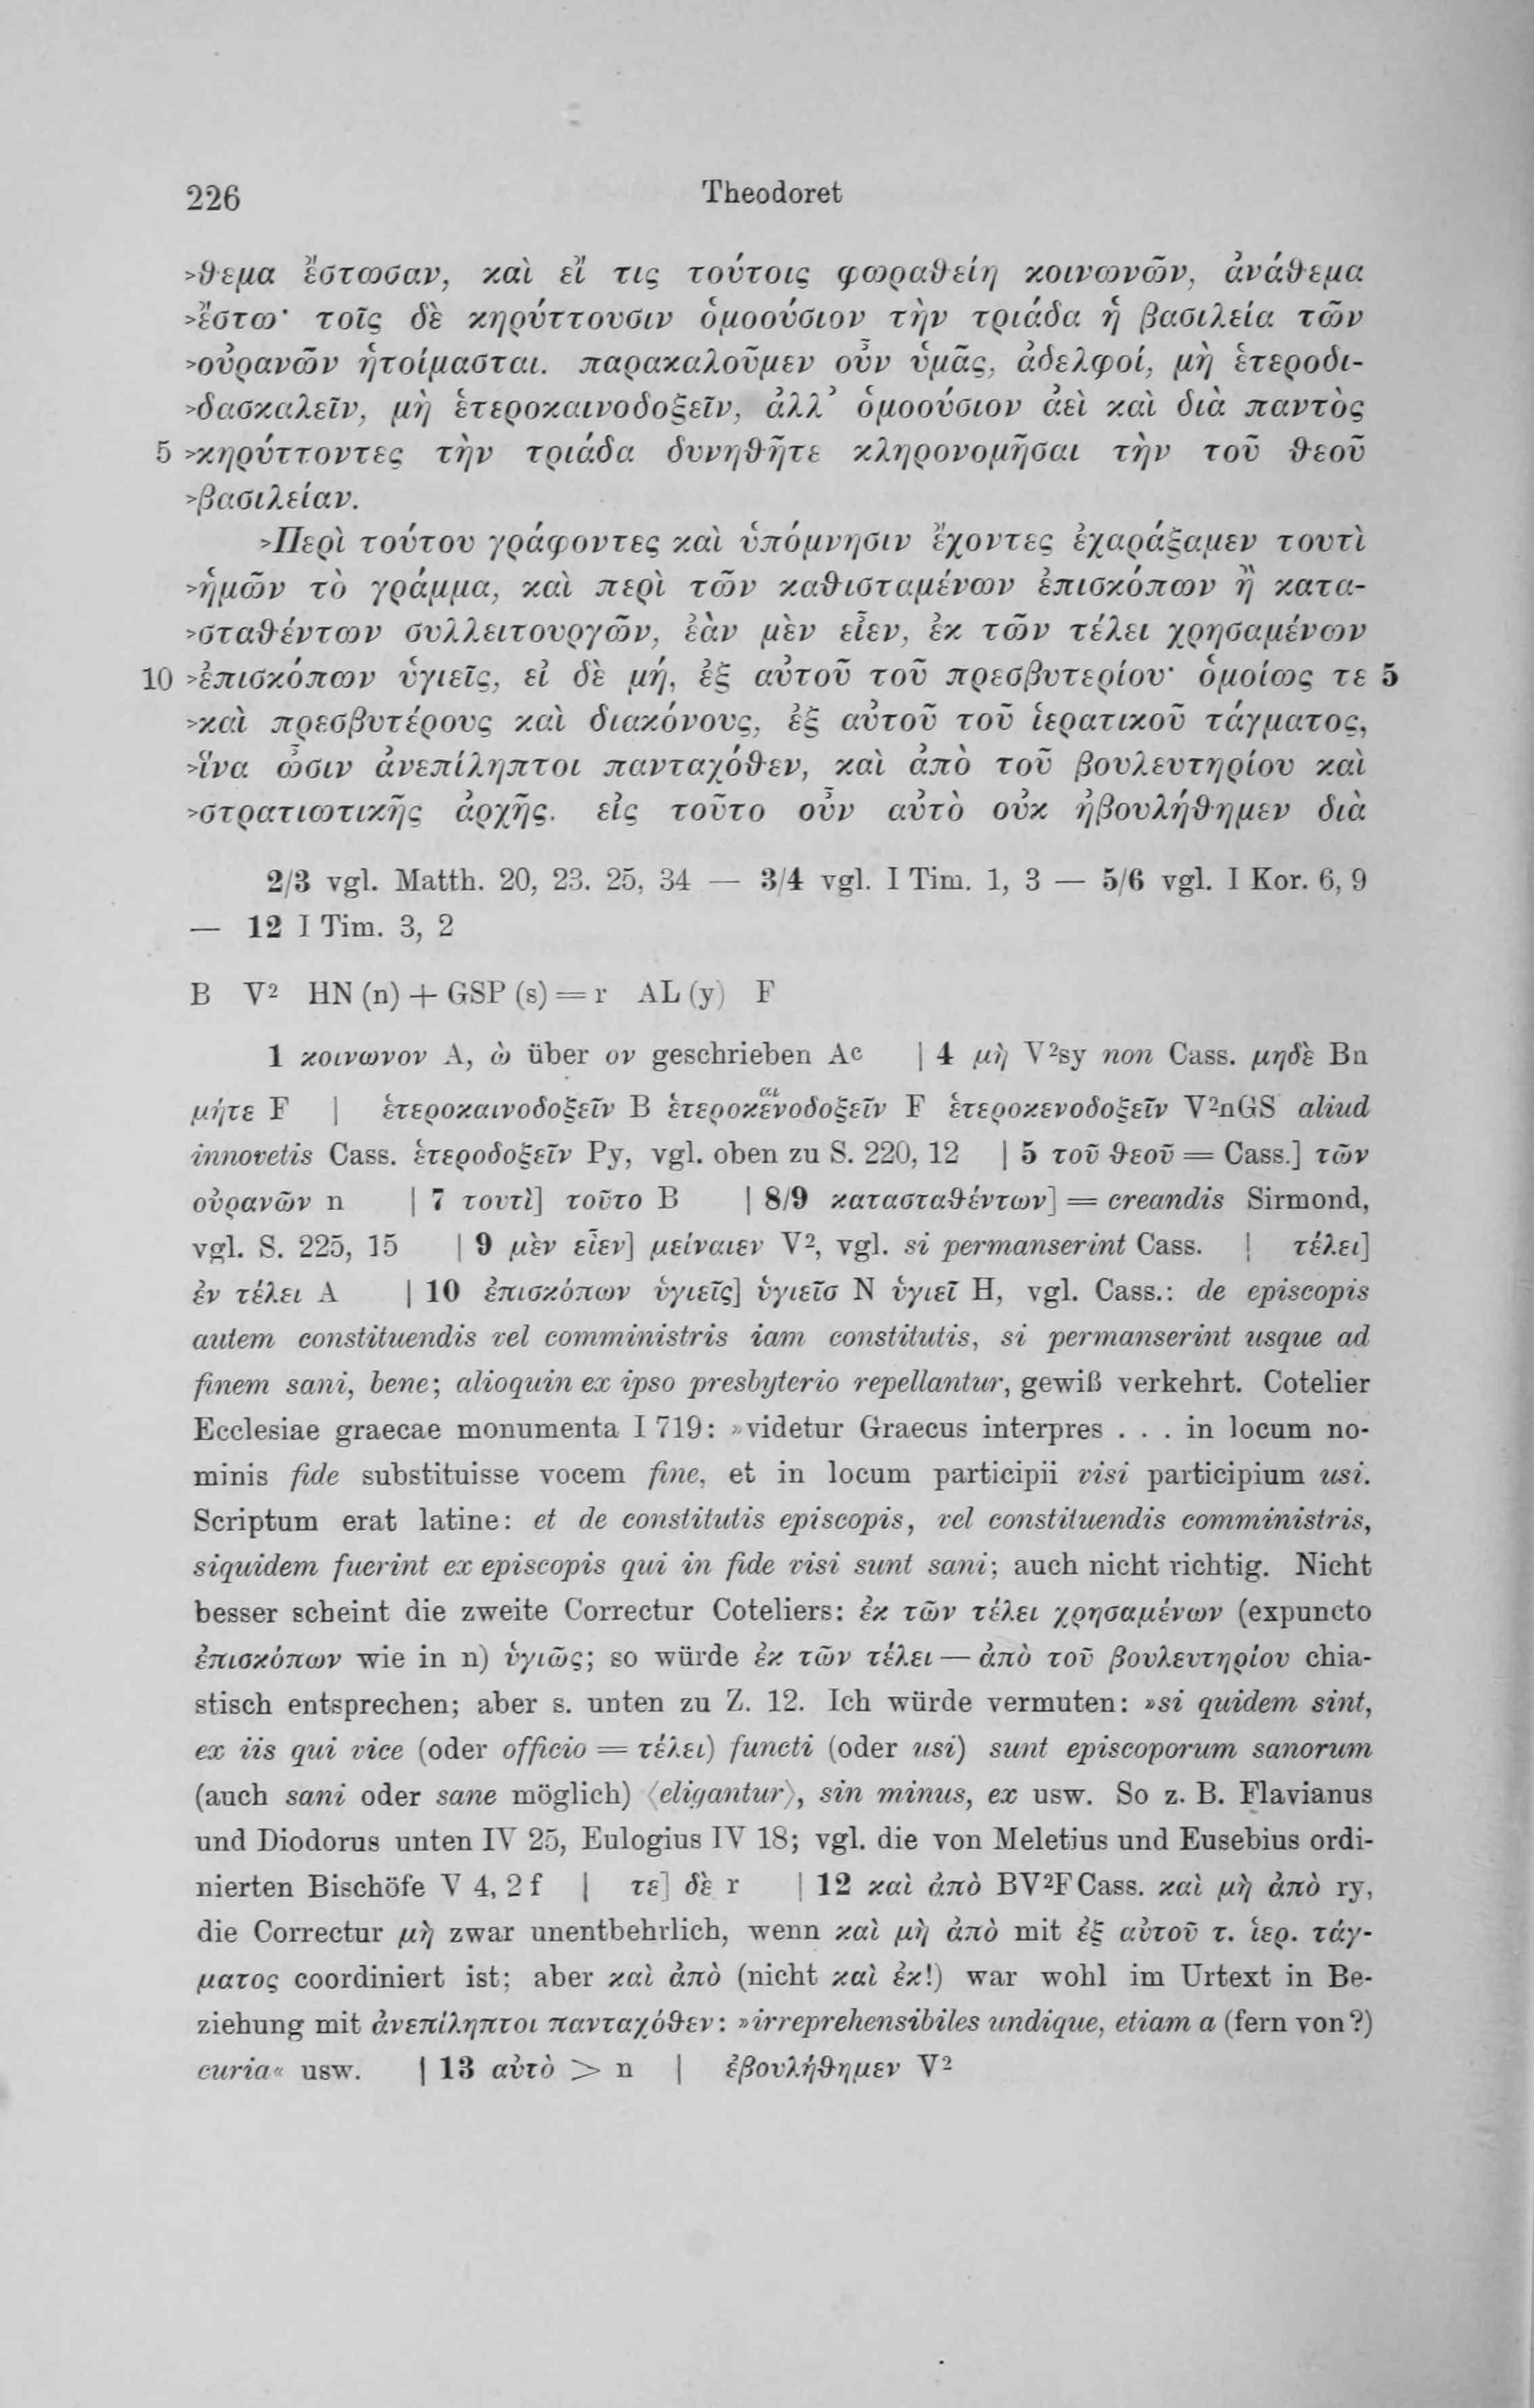 226 Theodoret
>θεμα ἔστωσαν, καὶ εἴ τις τούτοις φωραθείη κοινωνῶν, ἀνάθεμα
>ἔστω· τοῖς δὲ κηρύττουσιν ὁμοούσιον τὴν τριάδα ἡ βασιλεία τῶν
>οὐρανῶν ἡτοίμασται. παρακαλοῦμεν οὖν ὑμᾶς, ἀδελφοί, μὴ ἑτεροδι-
>δασκαλεῖν, μὴ ἑτεροκαινοδοξεῖν, ἀλλ’ ὁμοούσιον ἀεὶ καὶ διὰ παντὸς
5 >κηρύττοντες τὴν τριάδα δυνηθῆτε κληρονομῆσαι τὴν τοῦ θεοῦ
>βασιλείαν.
>Περὶ τούτου γράφοντες καὶ ὑπόμνησιν ἔχοντες ἐχαράξαμεν τουτὶ
>ἡμῶν τὸ γράμμα, καὶ περὶ τῶν καθισταμένων ἐπισκόπων ἢ κατα-
>σταθέντων συλλειτουργῶν, ἐὰν μὲν εἶεν, ἐκ τῶν τέλει χρησαμένων
10 >ἐπισκόπων ὑγιεῖς, εἰ δὲ μή, ἐξ αὐτοῦ τοῦ πρεσβυτερίου· ὁμοίως τε 5
>καὶ πρεσβυτέρους καὶ διακόνους, ἐξ αὐτοῦ τοῦ ἱερατικοῦ τάγματος,
>ἵνα ὦσιν ἀνεπίληπτοι πανταχόθεν, καὶ ἀπὸ τοῦ βουλευτηρίου καὶ
>στρατιωτικῆς ἀρχῆς. εἰς τοῦτο οὖν αὐτὸ οὐκ ἠβουλήθημεν διὰ
2/3 vgl. Matth. 20, 23. 25, 34 — 3/4 vgl. I Tim. 1, 3 — 5/6 vgl. I Kor. 6, 9
— 12 I Tim. 3, 2
B V² HN (n) + GSP (s) = r AL (y) F
1 κοινωνον A, ὼ über ον geschrieben Aᶜ | 4 μὴ V²sy non Cass. μηδὲ Bn
μήτε F | ἑτεροκαινοδοξεῖν B ἑτεροκεαινοδοξεῖν F ἑτεροκενοδοξεῖν V²nGS aliud
innovetis Cass. ἑτεροδοξεῖν Py, vgl. oben zu S. 220, 12 | 5 τοῦ θεοῦ = Cass.] τῶν
οὐρανῶν n | 7 τουτὶ] τοῦτο B | 8/9 κατασταθέντων] = creandis Sirmond,
vgl. S. 225, 15 | 9 μὲν εἶεν] μείναιεν V², vgl. si permanserint Cass. | τέλει]
ἐν τέλει A | 10 ἐπισκόπων ὑγιεῖς] ὑγιεῖσ N ὑγιεῖ H, vgl. Cass.: de episcopis
autem constituendis vel comministris iam constitutis, si permanserint usque ad
finem sani, bene; alioquin ex ipso presbyterio repellantur, gewiß verkehrt. Cotelier
Ecclesiae graecae monumenta I 719: »videtur Graecus interpres . . . in locum no-
minis fide substituisse vocem fine, et in locum participii visi participium usi.
Scriptum erat latine: et de constitutis episcopis, vel constituendis comministris,
siquidem fuerint ex episcopis qui in fide visi sunt sani; auch nicht richtig. Nicht
besser scheint die zweite Correctur Coteliers: ἐκ τῶν τέλει χρησαμένων (expuncto
ἐπισκόπων wie in n) ὑγιῶς; so würde ἐκ τῶν τέλει — ἀπὸ τοῦ βουλευτηρίου chia-
stisch entsprechen; aber s. unten zu Z. 12. Ich würde vermuten: »si quidem sint,
ex iis qui vice (oder officio = τέλει) functi (oder usi) sunt episcoporum sanorum
(auch sani oder sane möglich) ⟨eligantur⟩, sin minus, ex usw. So z. B. Flavianus
und Diodorus unten IV 25, Eulogius IV 18; vgl. die von Meletius und Eusebius ordi-
nierten Bischöfe V 4, 2 f | τε] δὲ r | 12 καὶ ἀπὸ BV²FCass. καὶ μὴ ἀπὸ ry,
die Correctur μὴ zwar unentbehrlich, wenn καὶ μὴ ἀπὸ mit ἐξ αὐτοῦ τ. ἱερ. τάγ-
ματος coordiniert ist; aber καὶ ἀπὸ (nicht καὶ ἐκ!) war wohl im Urtext in Be-
ziehung mit ἀνεπίληπτοι πανταχόθεν: »irreprehensibiles undique, etiam a (fern von?)
curia« usw. | 13 αὐτὸ > n | ἐβουλήθημεν V²